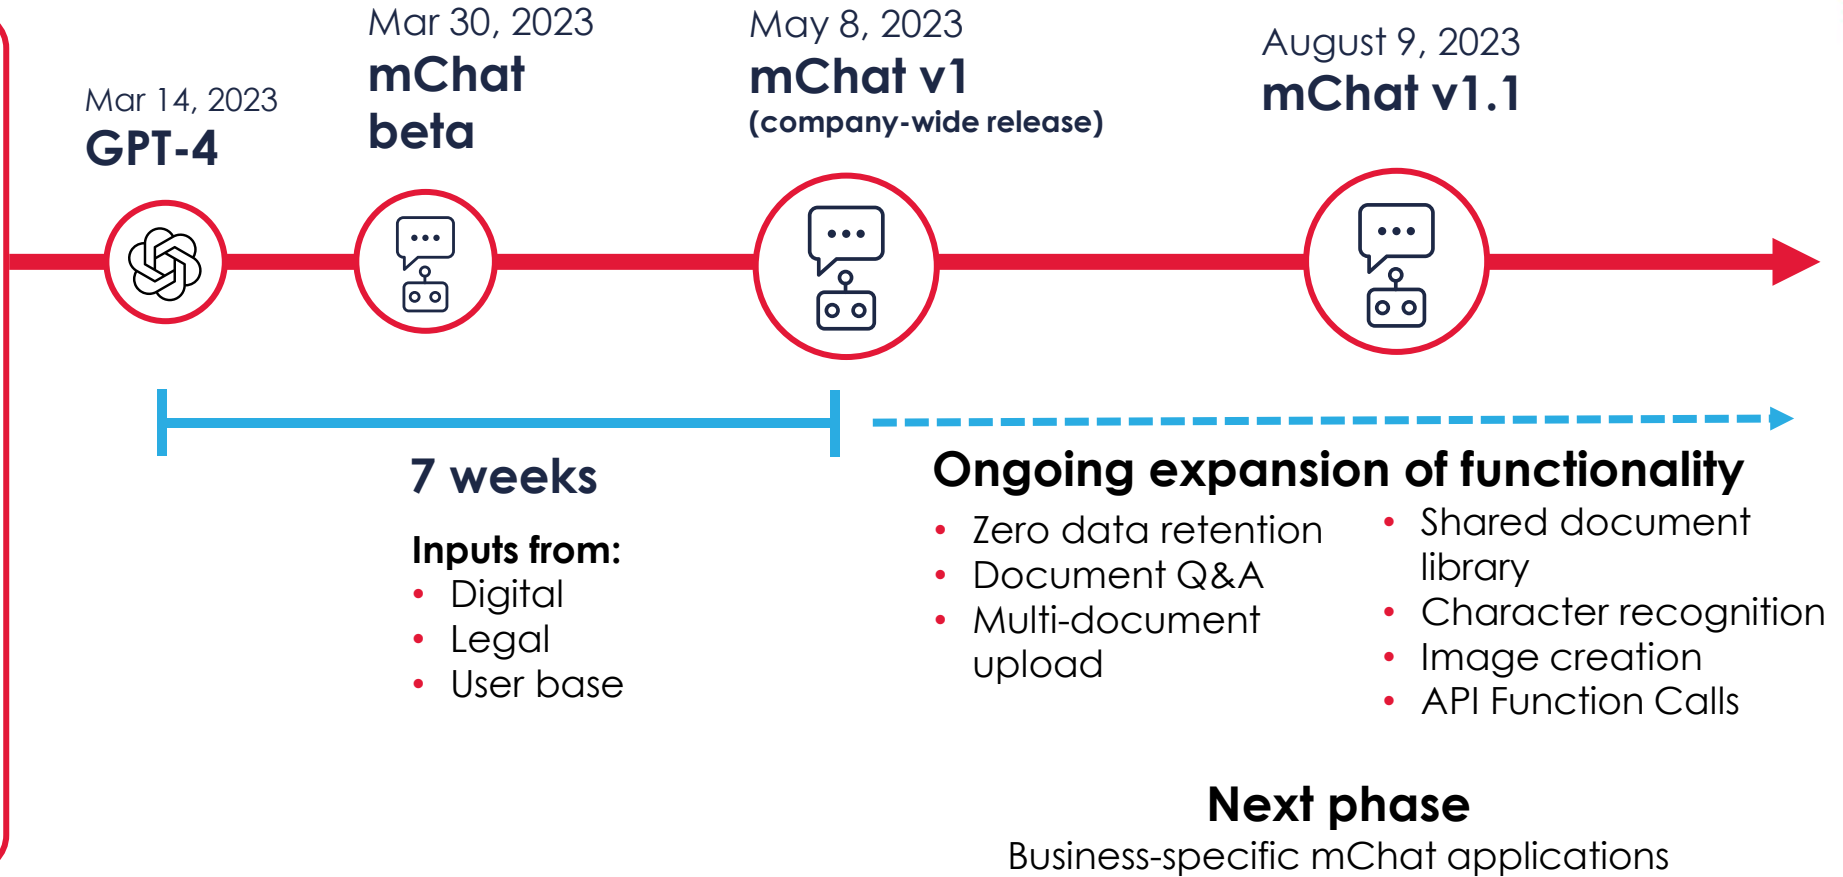 Mar 14, 2023
GPT-4
Mar 30, 2023
mChat
beta
May 8, 2023
mChat v1
(company-wide release)
August 9, 2023
mChat v1.1
7 weeks
Inputs from:
• Digital
• Legal
• User base
Ongoing expansion of functionality
• Zero data retention
• Document Q&A
• Multi-document
upload
• Shared document
library
• Character recognition
• Image creation
• API Function Calls
Next phase
Business-specific mChat applications